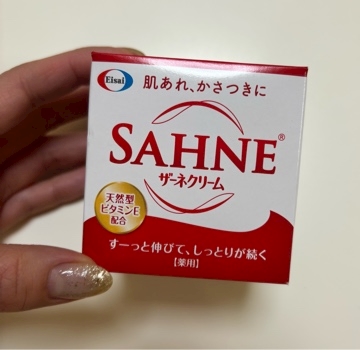 Eisai
肌あれ、かさつきに
SAHNE®
ザーネクリーム
天然型
ビタミンE
配合
すーっと伸びて、しっとりが続く
【薬用】